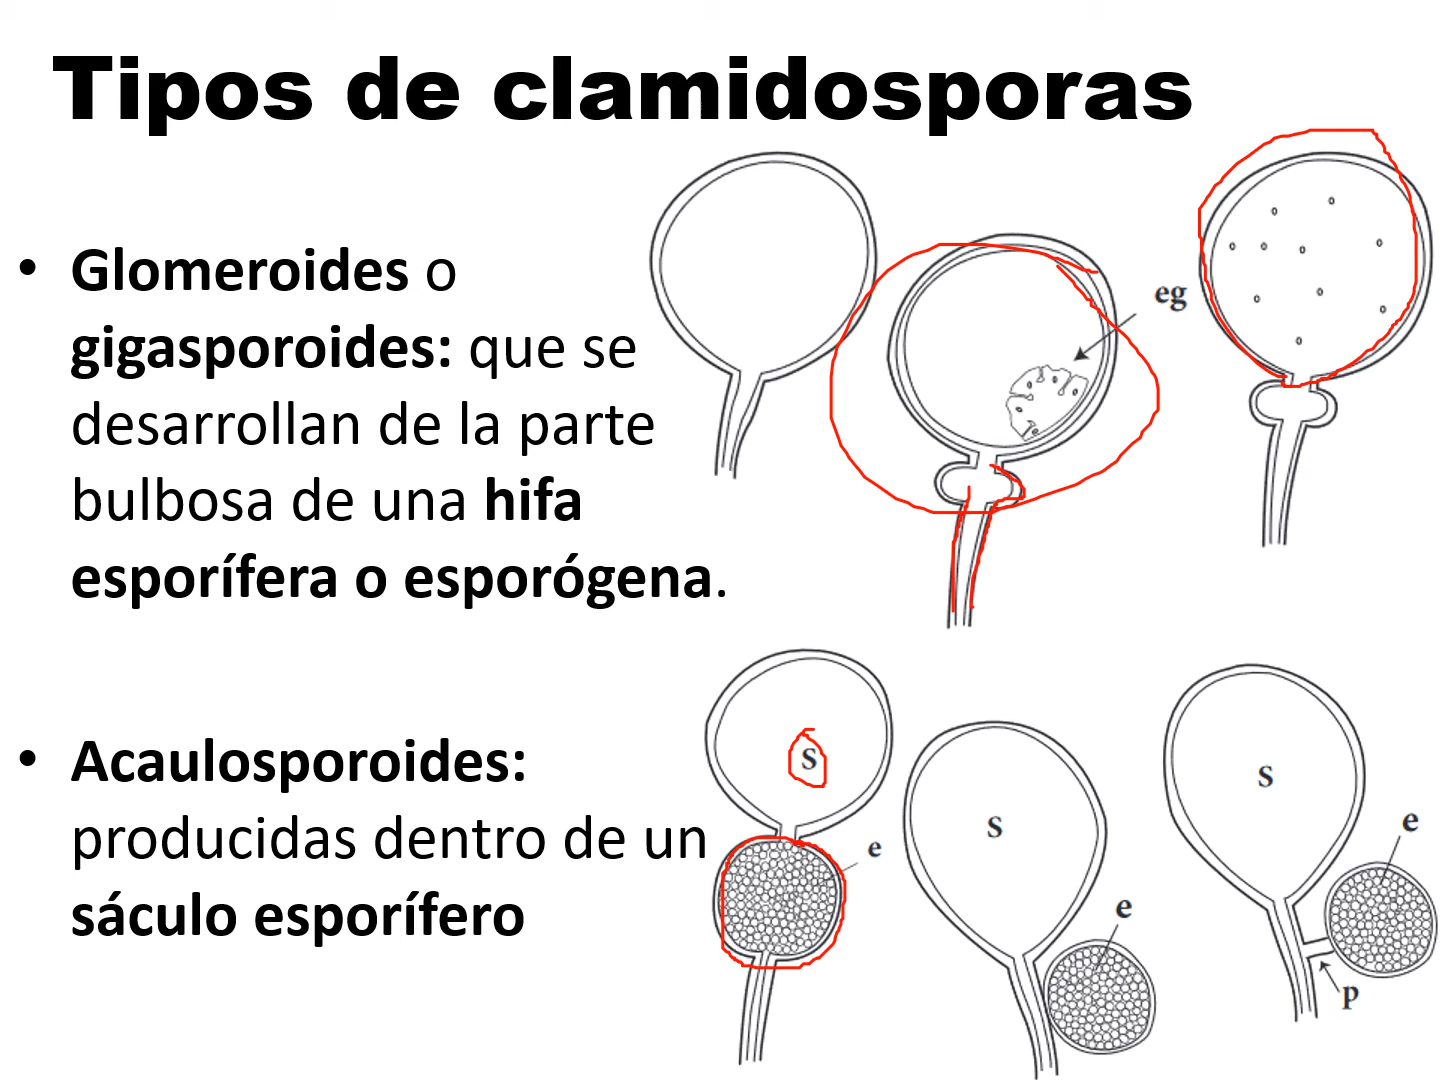 Tipos de clamidosporas
• Glomeroides o
gigasporoides: que se
desarrollan de la parte
bulbosa de una hifa
esporífera o esporógena.
• Acaulosporoides:
producidas dentro de un
sáculo esporífero
eg
s
e
s
e
s
e
p